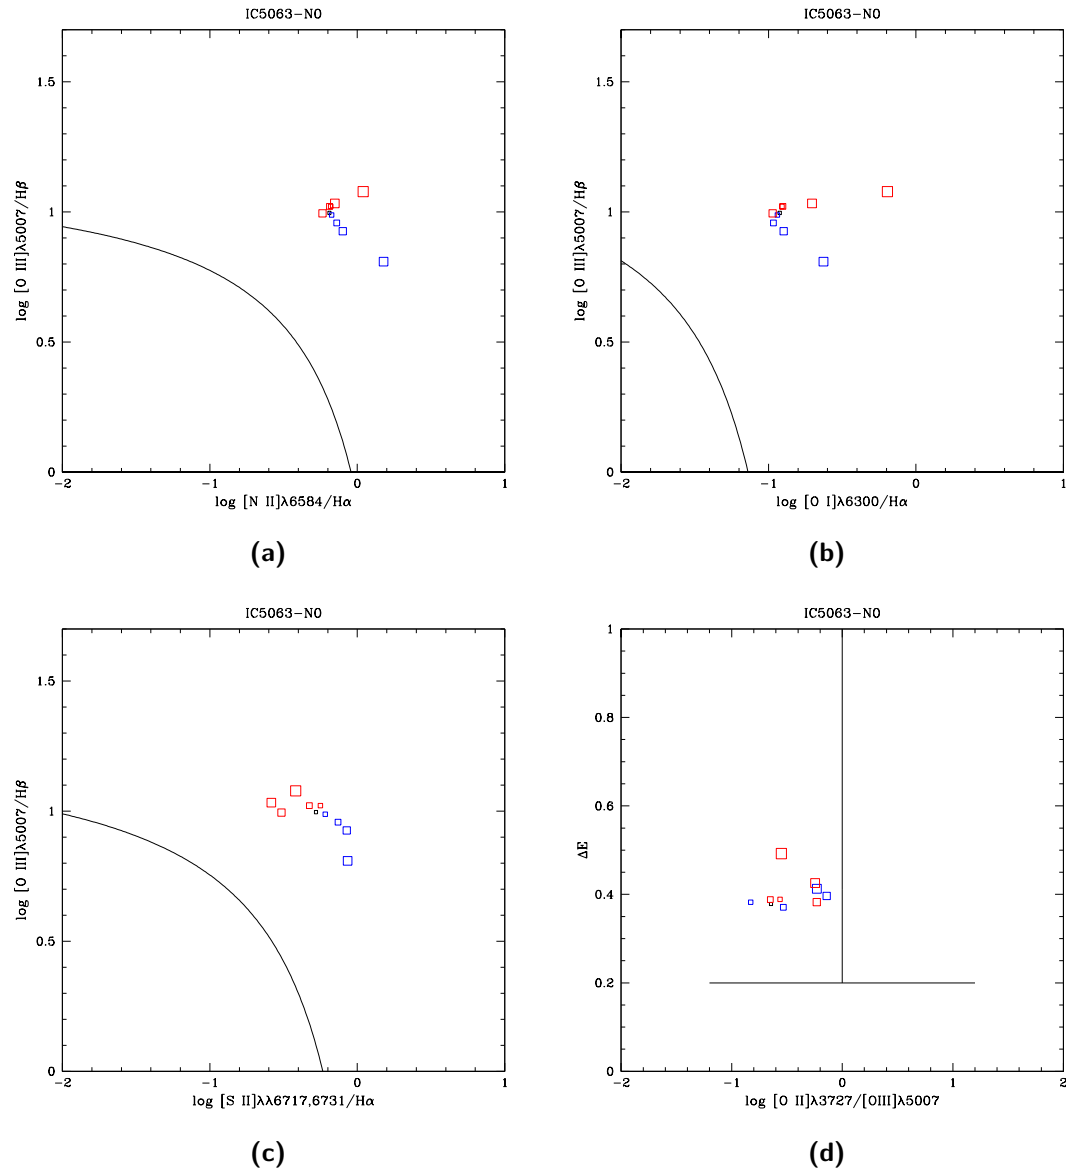 IC5063-NO
IC5063-NO
log [O III]λ5007/Hβ
1.5
1
0.5
0
-2
-1
0
1
log [N II]λ6584/Hα
log [O III]λ5007/Hβ
1.5
1
0.5
0
-2
-1
0
1
log [O I]λ6300/Hα
(a)
(b)
IC5063-NO
IC5063-NO
log [O III]λ5007/Hβ
1.5
1
0.5
0
-2
-1
0
1
log [S II]λλ6717,6731/Hα
ΔE
1
0.8
0.6
0.4
0.2
0
-2
-1
0
1
2
log [O II]λ3727/[OIII]λ5007
(c)
(d)